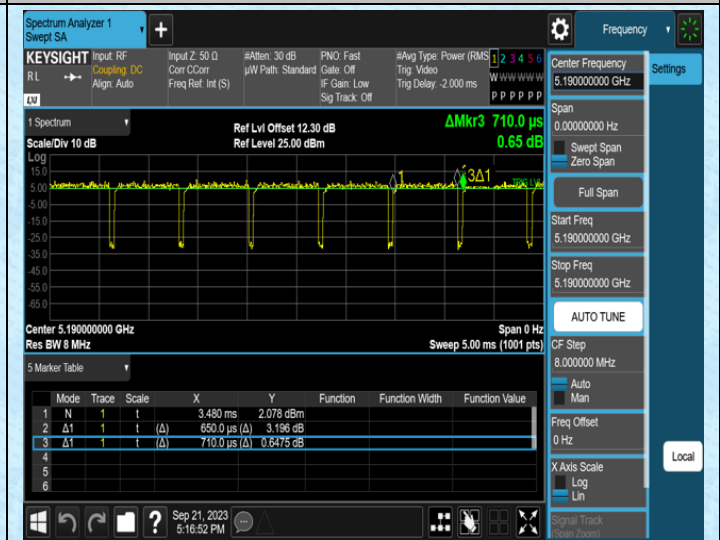 Spectrum Analyzer 1
Swept SA
+
Frequency
KEYSIGHT
RL
LXI
Input: RF
Coupling: DC
Align: Auto
Input Z: 50 Ω
Corr CCorr
Freq Ref: Int (S)
#Atten: 30 dB
µW Path: Standard
PNO: Fast
Gate: Off
IF Gain: Low
Sig Track: Off
#Avg Type: Power (RMS
Trig: Video
Trig Delay: -2.000 ms
1 2 3 4 5 6
W W W W W W
P P P P P P
1 Spectrum
Scale/Div 10 dB
Log
Ref Lvl Offset 12.30 dB
Ref Level 25.00 dBm
ΔMkr3 710.0 µs
0.65 dB
15.0
5.00
-5.00
-15.0
-25.0
-35.0
-45.0
-55.0
-65.0
1
3Δ1
TRIG LVL
Center 5.190000000 GHz
Res BW 8 MHz
Span 0 Hz
Sweep 5.00 ms (1001 pts)
5 Marker Table
Mode Trace Scale X Y Function Function Width Function Value
1 N 1 t 3.480 ms 2.078 dBm
2 Δ1 1 t (Δ) 650.0 µs (Δ) 3.196 dB
3 Δ1 1 t (Δ) 710.0 µs (Δ) 0.6475 dB
4
5
6
?
Sep 21, 2023
5:16:52 PM
Center Frequency
5.190000000 GHz
Span
0.00000000 Hz
Swept Span
Zero Span
Full Span
Start Freq
5.190000000 GHz
Stop Freq
5.190000000 GHz
AUTO TUNE
CF Step
8.000000 MHz
Auto
Man
Freq Offset
0 Hz
X Axis Scale
Log
Lin
Signal Track
(Span Zoom)
Settings
Local